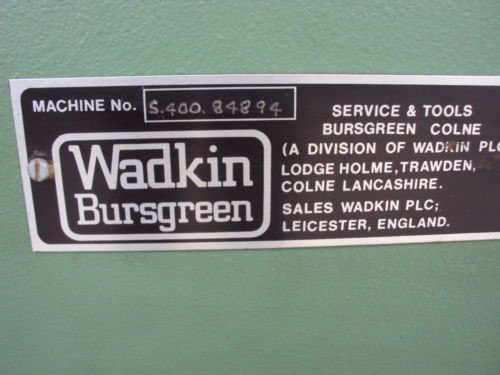 MACHINE No. S.400.84894
Wadkin
Bursgreen
SERVICE & TOOLS
BURSGREEN COLNE
(A DIVISION OF WADKIN PLC
LODGE HOLME, TRAWDEN,
COLNE LANCASHIRE.
SALES WADKIN PLC;
LEICESTER, ENGLAND.